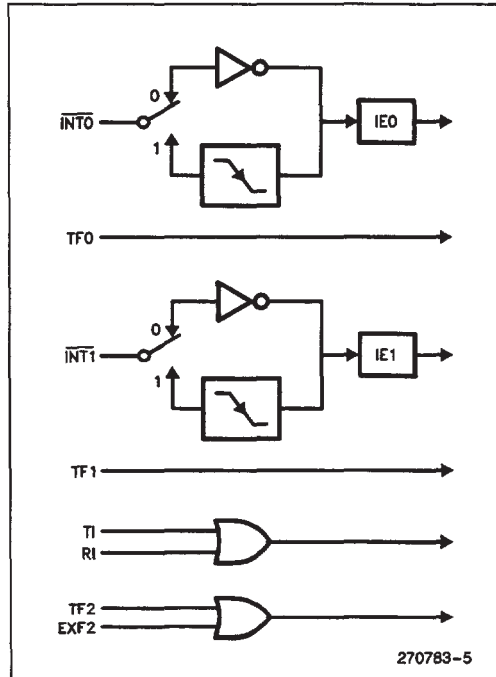 0
INT0
IE0
1
TF0
0
INT1
IE1
1
TF1
TI
RI
TF2
EXF2
270783-5